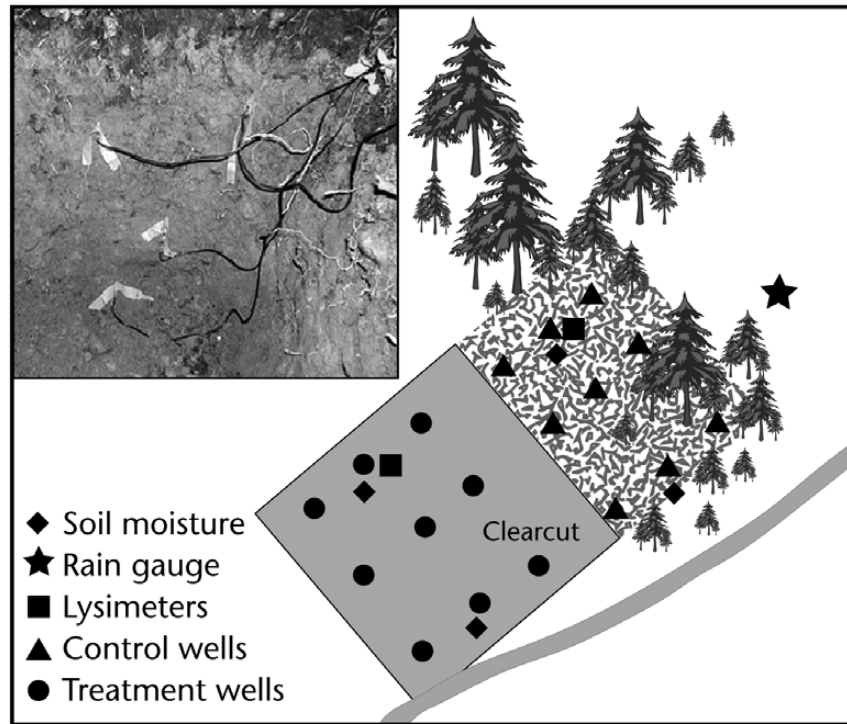 Clearcut
Soil moisture
Rain gauge
Lysimeters
Control wells
Treatment wells